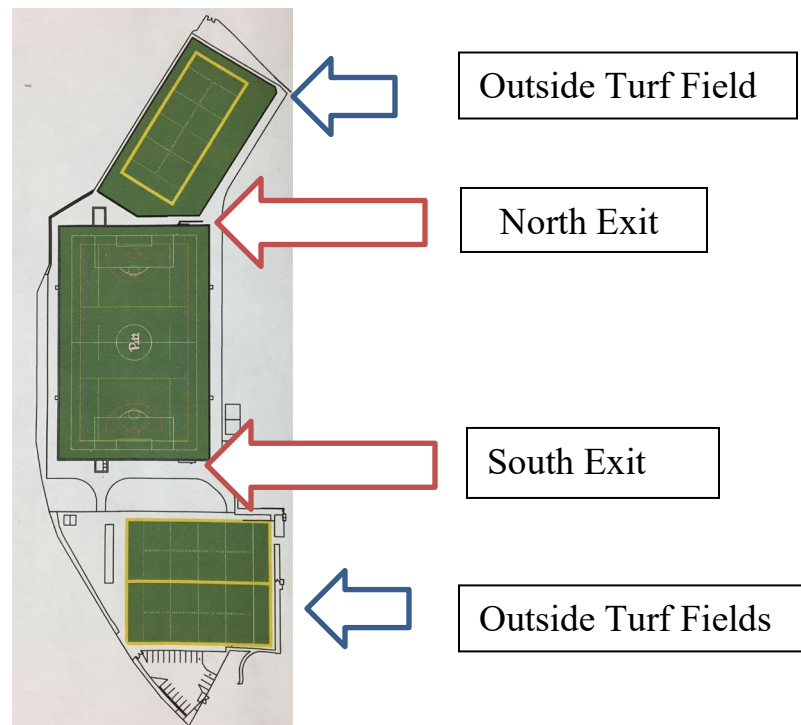 Outside Turf Field
North Exit
Pitt
South Exit
Outside Turf Fields